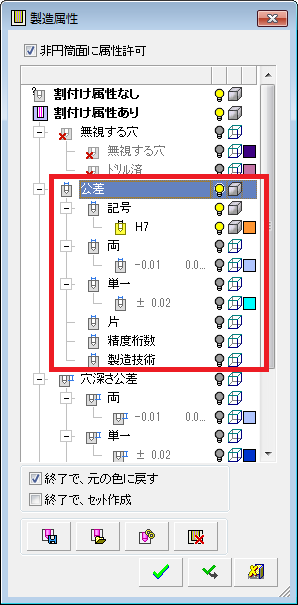 製造属性
非円筒面に属性許可
割付け属性なし
割付け属性あり
無視する穴
無視する穴
ドリル済
公差
記号
H7
両
-0.01 0.0...
単一
± 0.02
片
精度桁数
製造技術
穴深さ公差
両
-0.01 0.0...
単一
± 0.02
終了で、元の色に戻す
終了で、セット作成